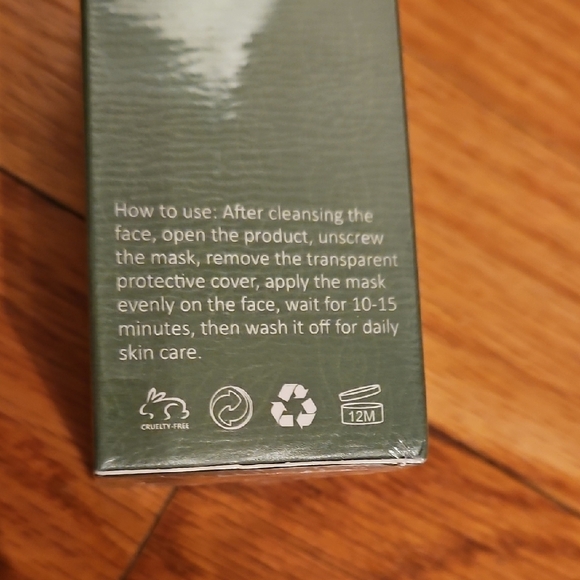 How to use: After cleansing the
face, open the product, unscrew
the mask, remove the transparent
protective cover, apply the mask
evenly on the face, wait for 10-15
minutes, then wash it off for daily
skin care.
CRUELTY-FREE
12M